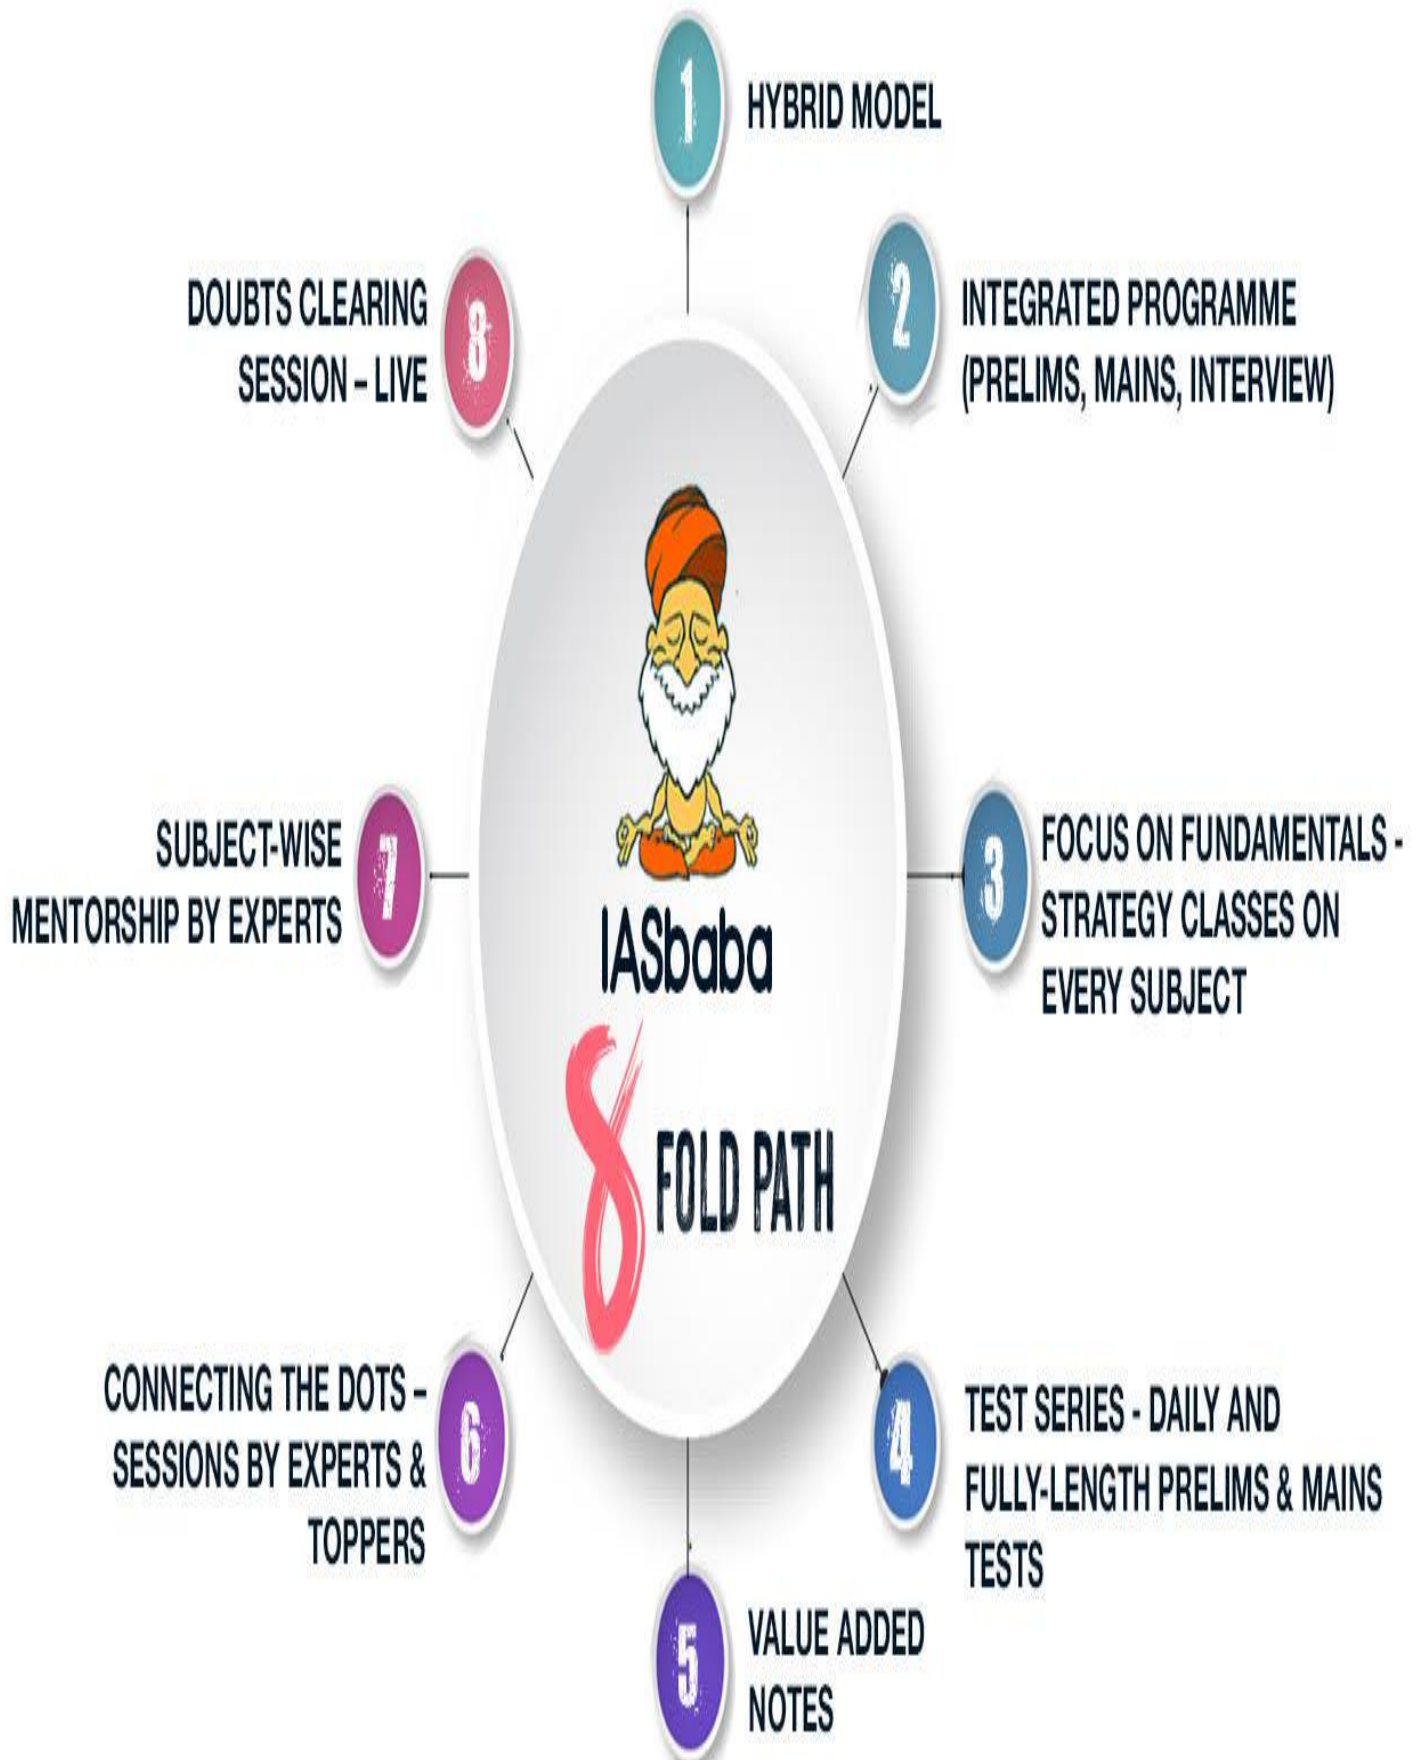 1
HYBRID MODEL
2
INTEGRATED PROGRAMME
(PRELIMS, MAINS, INTERVIEW)
3
FOCUS ON FUNDAMENTALS -
STRATEGY CLASSES ON
EVERY SUBJECT
4
TEST SERIES - DAILY AND
FULLY-LENGTH PRELIMS & MAINS
TESTS
5
VALUE ADDED
NOTES
6
CONNECTING THE DOTS –
SESSIONS BY EXPERTS &
TOPPERS
7
SUBJECT-WISE
MENTORSHIP BY EXPERTS
8
DOUBTS CLEARING
SESSION – LIVE
IASbaba
8 FOLD PATH